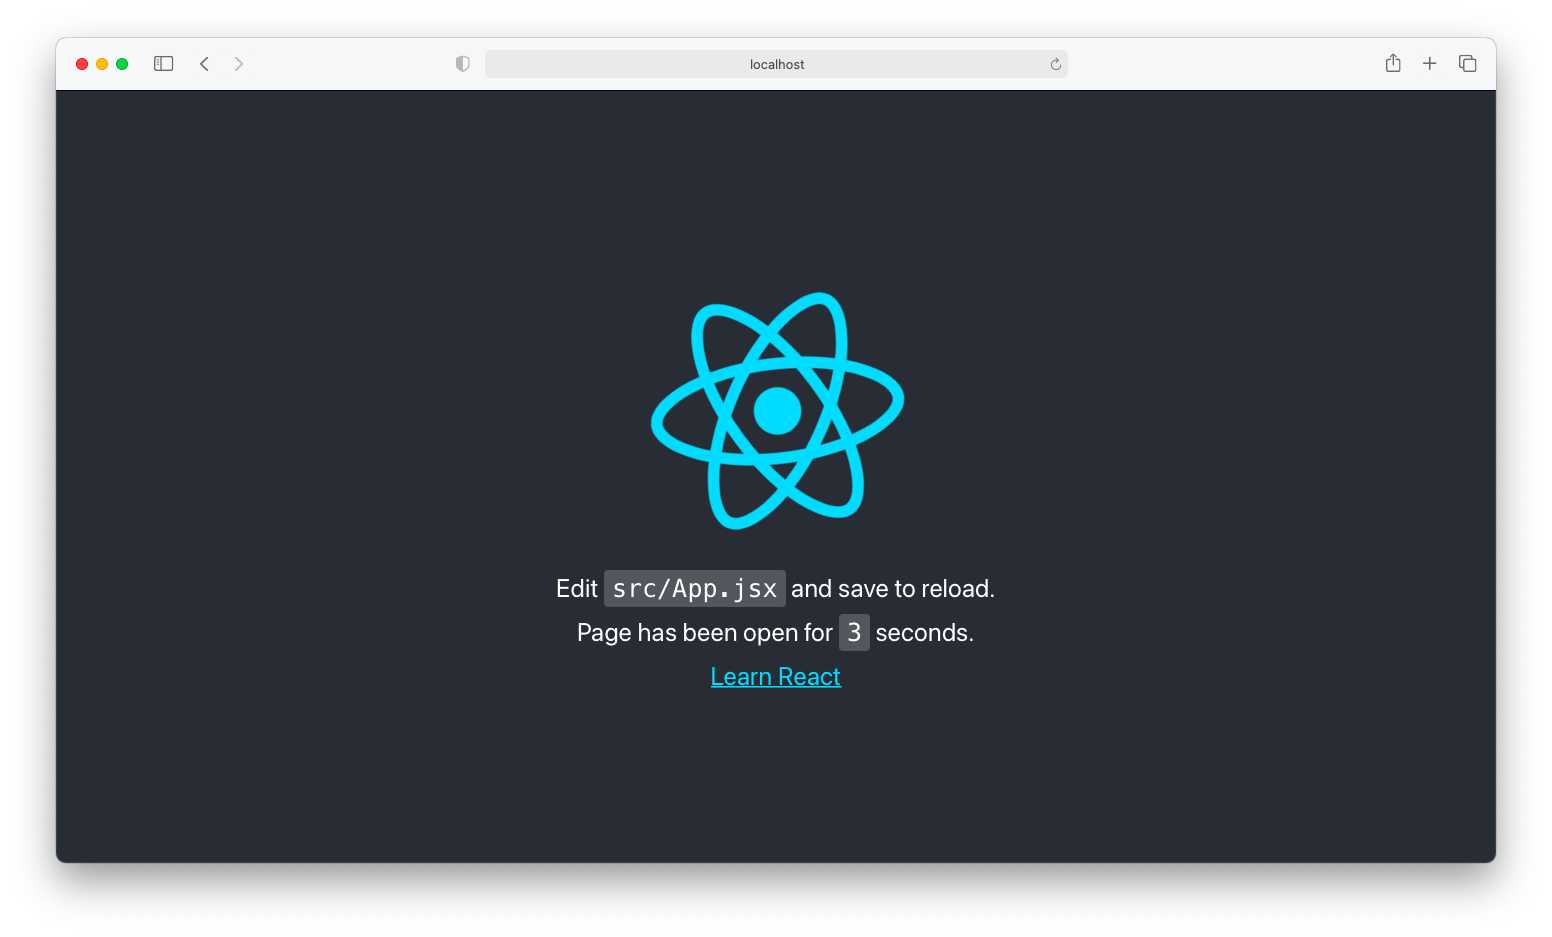 localhost
Edit src/App.jsx and save to reload.
Page has been open for 3 seconds.
Learn React